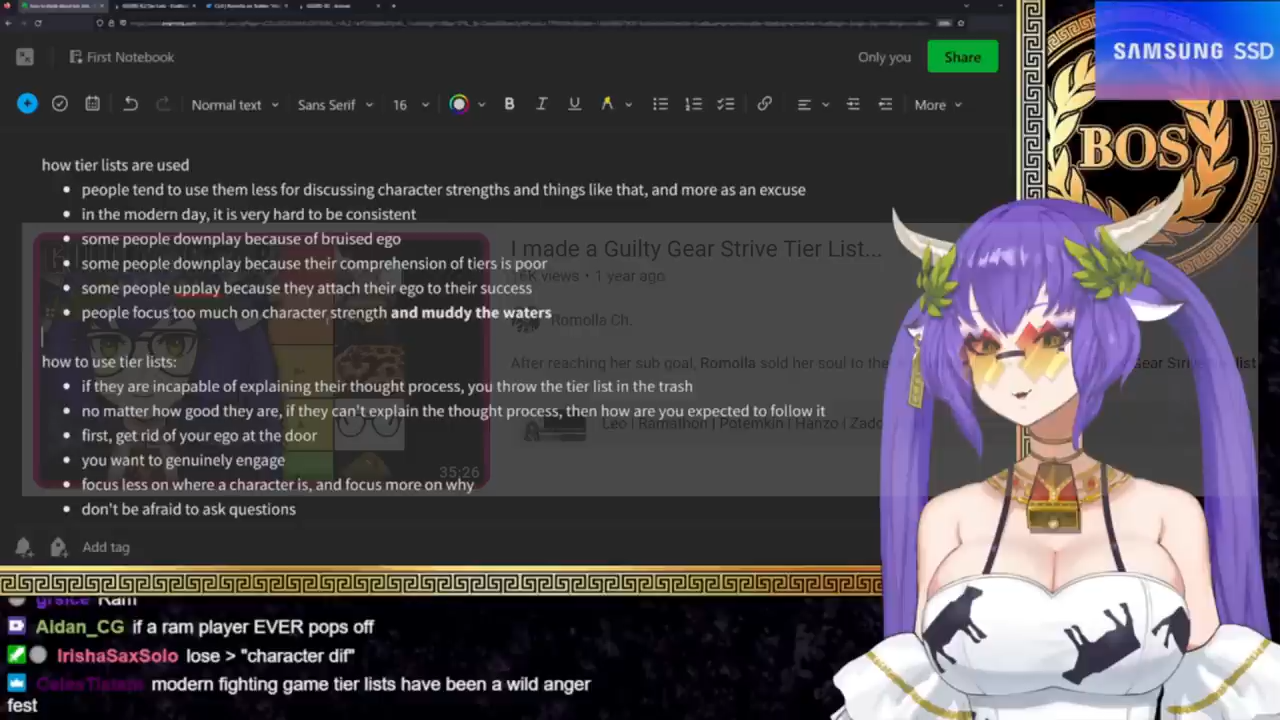 First Notebook
Only you
Share
SAMSUNG SSD
Normal text
Sans Serif
16
B
I
U
A
More
BOS
how tier lists are used
people tend to use them less for discussing character strengths and things like that, and more as an excuse
in the modern day, it is very hard to be consistent
some people downplay because of bruised ego
some people downplay because their comprehension of tiers is poor
some people upplay because they attach their ego to their success
people focus too much on character strength and muddy the waters
how to use tier lists:
if they are incapable of explaining their thought process, you throw the tier list in the trash
no matter how good they are, if they can't explain the thought process, then how are you expected to follow it
first, get rid of your ego at the door
you want to genuinely engage
focus less on where a character is, and focus more on why
don't be afraid to ask questions
I made a Guilty Gear Strive Tier List...
views • 1 year ago
Romolla Ch.
After reaching her sub goal, Romolla sold her soul to the
Gear Strive
list
Leo | Ramlethal | Potemkin | Hanzo | Zado
35:26
Add tag
Ram
Aidan_CG if a ram player EVER pops off
IrishaSaxSolo lose > "character dif"
modern fighting game tier lists have been a wild anger
fest